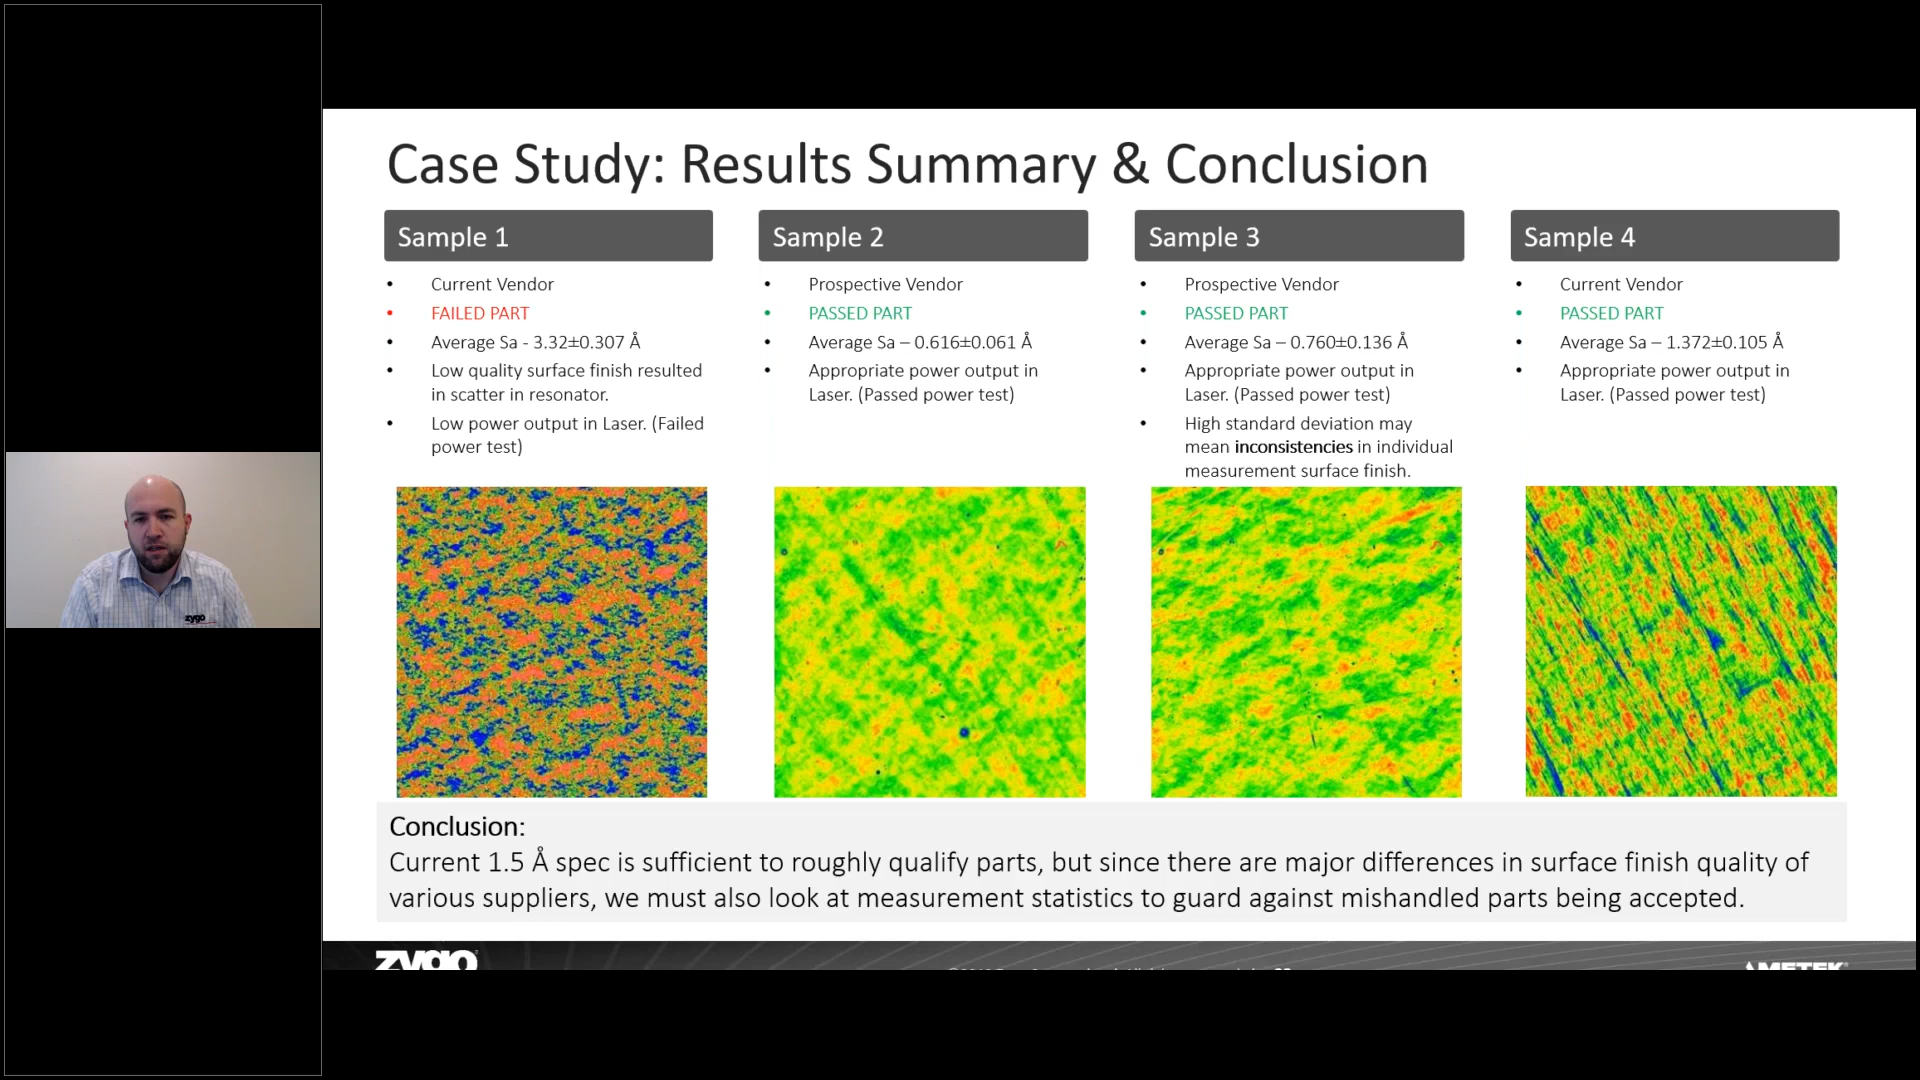 Case Study: Results Summary & Conclusion
Sample 1
• Current Vendor
• FAILED PART
• Average Sa - 3.32±0.307 Å
• Low quality surface finish resulted
in scatter in resonator.
• Low power output in Laser. (Failed
power test)
Sample 2
• Prospective Vendor
• PASSED PART
• Average Sa – 0.616±0.061 Å
• Appropriate power output in
Laser. (Passed power test)
Sample 3
• Prospective Vendor
• PASSED PART
• Average Sa – 0.760±0.136 Å
• Appropriate power output in
Laser. (Passed power test)
• High standard deviation may
mean inconsistencies in individual
measurement surface finish.
Sample 4
• Current Vendor
• PASSED PART
• Average Sa – 1.372±0.105 Å
• Appropriate power output in
Laser. (Passed power test)
Conclusion:
Current 1.5 Å spec is sufficient to roughly qualify parts, but since there are major differences in surface finish quality of
various suppliers, we must also look at measurement statistics to guard against mishandled parts being accepted.
zygo
zygo
AMETEK